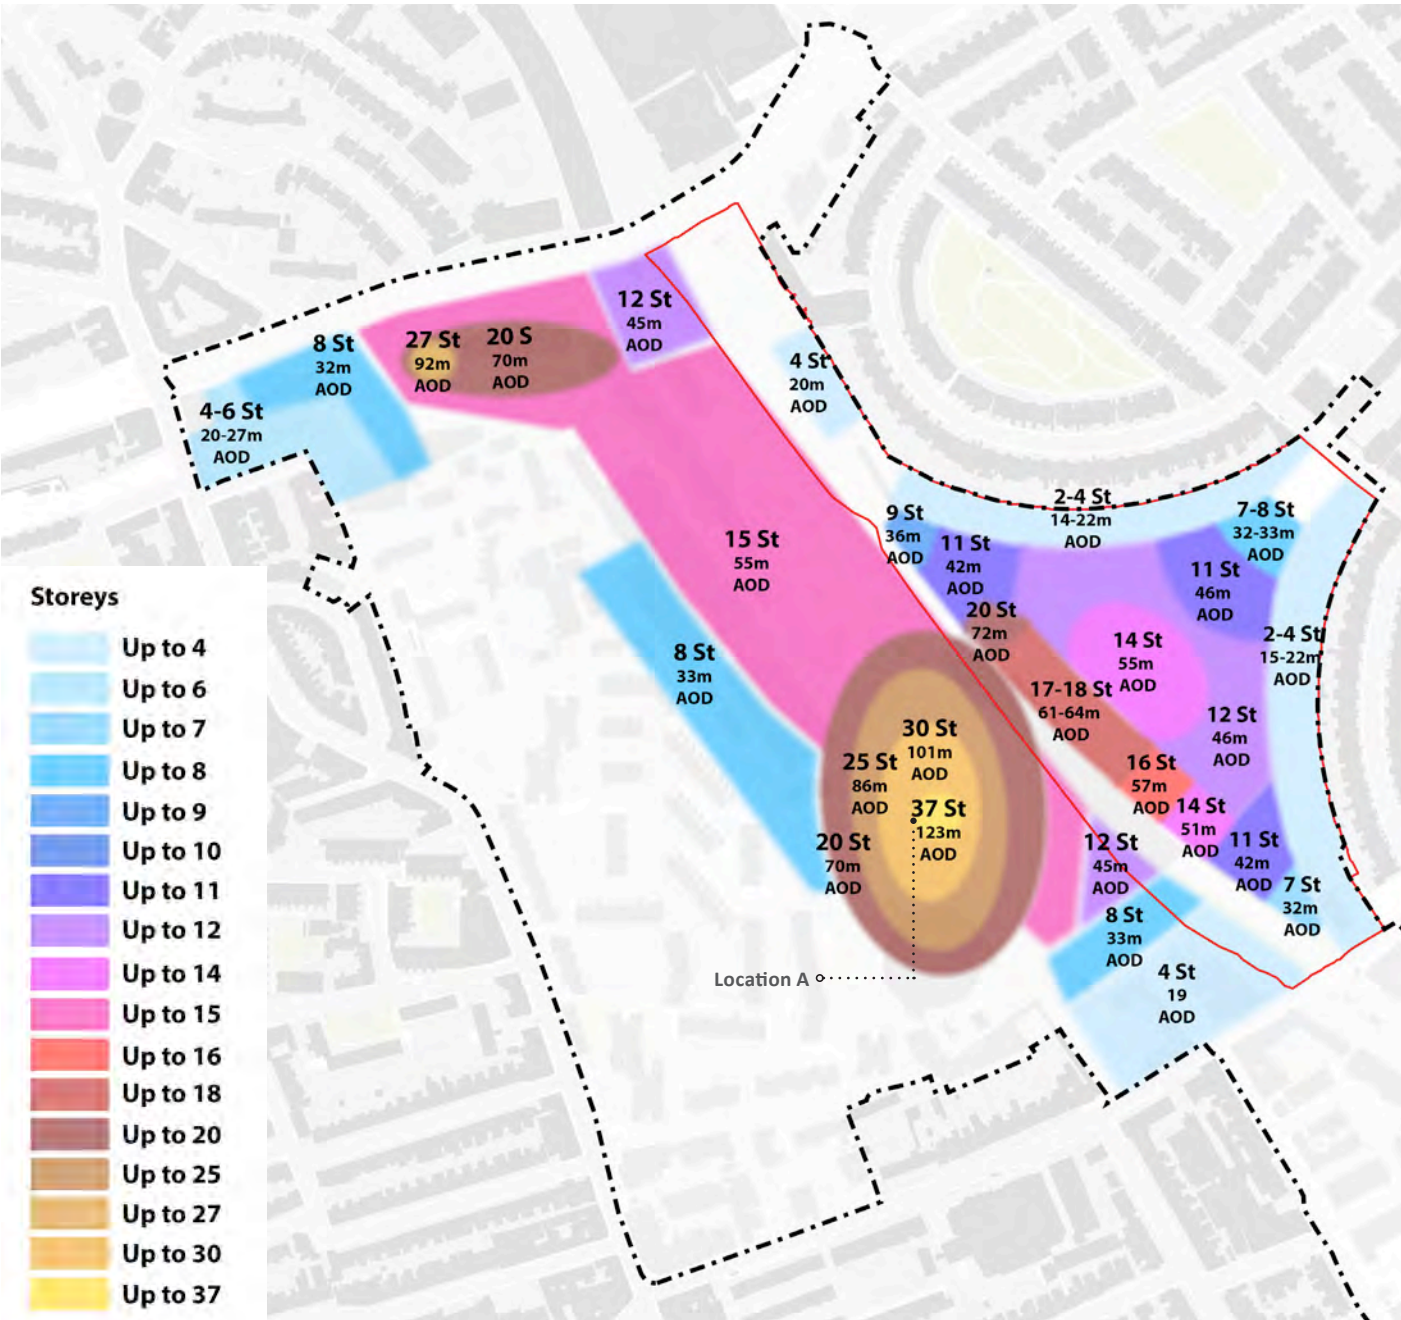 12 St
45m
AOD
8 St
32m
AOD
27 St
92m
AOD
20 S
70m
AOD
4 St
20m
AOD
4-6 St
20-27m
AOD
9 St
36m
AOD
11 St
42m
AOD
2-4 St
14-22m
AOD
7-8 St
32-33m
AOD
15 St
55m
AOD
11 St
46m
AOD
20 St
72m
AOD
14 St
55m
AOD
2-4 St
15-22m
AOD
8 St
33m
AOD
17-18 St
61-64m
AOD
12 St
46m
AOD
30 St
101m
AOD
25 St
86m
AOD
16 St
57m
AOD
37 St
123m
AOD
14 St
51m
AOD
20 St
70m
AOD
12 St
45m
AOD
11 St
42m
AOD
7 St
32m
AOD
8 St
33m
AOD
4 St
19
AOD
Location A
Storeys
Up to 4
Up to 6
Up to 7
Up to 8
Up to 9
Up to 10
Up to 11
Up to 12
Up to 14
Up to 15
Up to 16
Up to 18
Up to 20
Up to 25
Up to 27
Up to 30
Up to 37